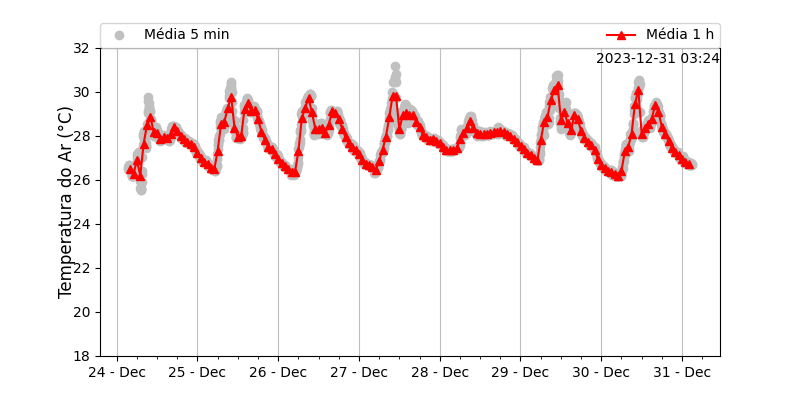 Média 5 min
Média 1 h
2023-12-31 03:24
Temperatura do Ar (°C)
32
30
28
26
24
22
20
18
24 - Dec
25 - Dec
26 - Dec
27 - Dec
28 - Dec
29 - Dec
30 - Dec
31 - Dec